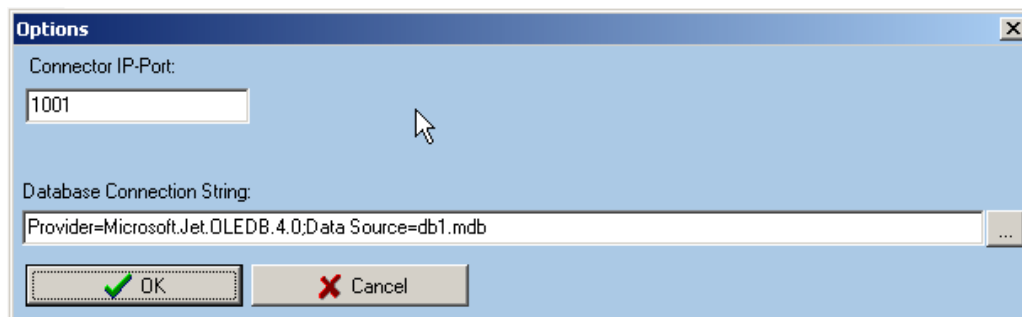 Options
Connector IP-Port:
1001
Database Connection String:
Provider=Microsoft.Jet.OLEDB.4.0;Data Source=db1.mdb
...
OK
Cancel